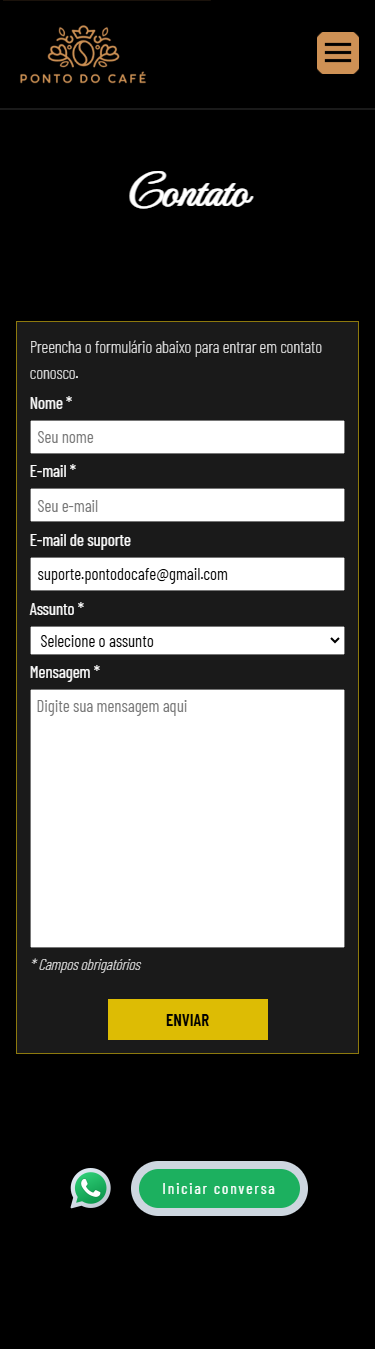 PONTO DO CAFÉ
Contato
Preencha o formulário abaixo para entrar em contato
conosco.
Nome *
Seu nome
E-mail *
Seu e-mail
E-mail de suporte
suporte.pontodocafe@gmail.com
Assunto *
Selecione o assunto
Mensagem *
Digite sua mensagem aqui
* Campos obrigatórios
ENVIAR
Iniciar conversa